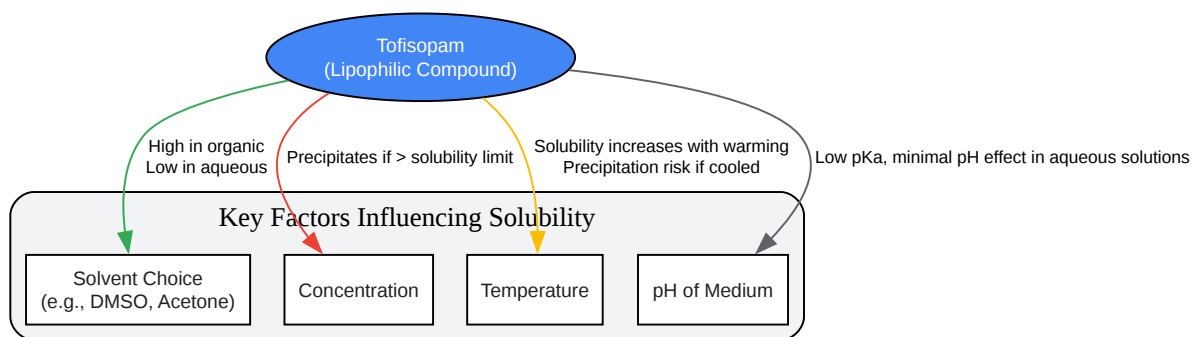 Tofisopam
(Lipophilic Compound)
High in organic
Low in aqueous
Precipitates if > solubility limit
Solubility increases with warming
Precipitation risk if cooled
Low pKa, minimal pH effect in aqueous solutions
Key Factors Influencing Solubility
Solvent Choice
(e.g., DMSO, Acetone)
Concentration
Temperature
pH of Medium